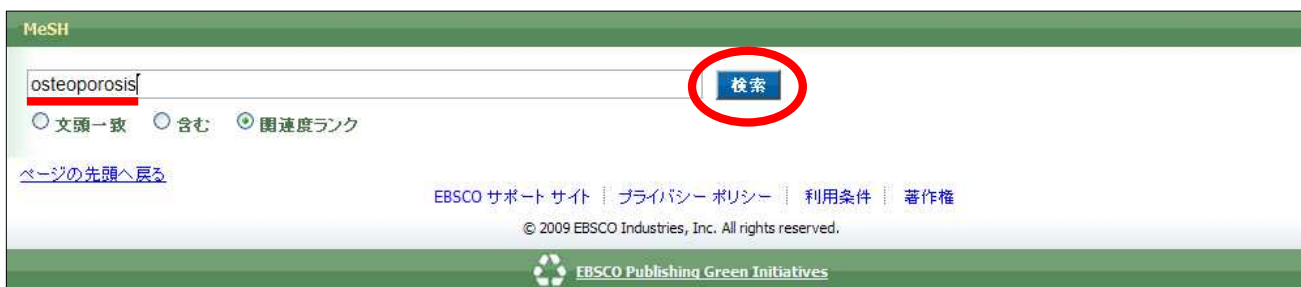 MeSH
osteoporosis 検索
文頭一致 含む 関連度ランク
ページの先頭へ戻る
EBSCO サポート サイト プライバシー ポリシー 利用条件 著作権
© 2009 EBSCO Industries, Inc. All rights reserved.
EBSCO Publishing Green Initiatives